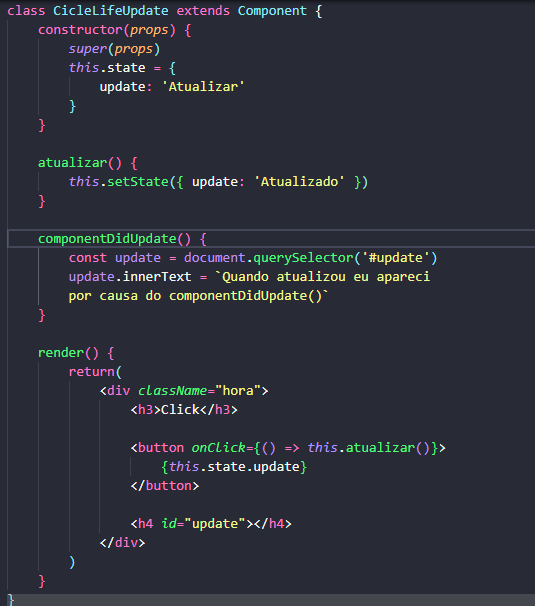 class CicleLifeUpdate extends Component {
    constructor(props) {
        super(props)
        this.state = {
            update: 'Atualizar'
        }
    }

    atualizar() {
        this.setState({ update: 'Atualizado' })
    }

    componentDidUpdate() {
        const update = document.querySelector('#update')
        update.innerText = `Quando atualizou eu apareci
        por causa do componentDidUpdate()`
    }

    render() {
        return(
            <div className="hora">
                <h3>Click</h3>

                <button onClick={() => this.atualizar()}>
                    {this.state.update}
                </button>

                <h4 id="update"></h4>
            </div>
        )
    }
}